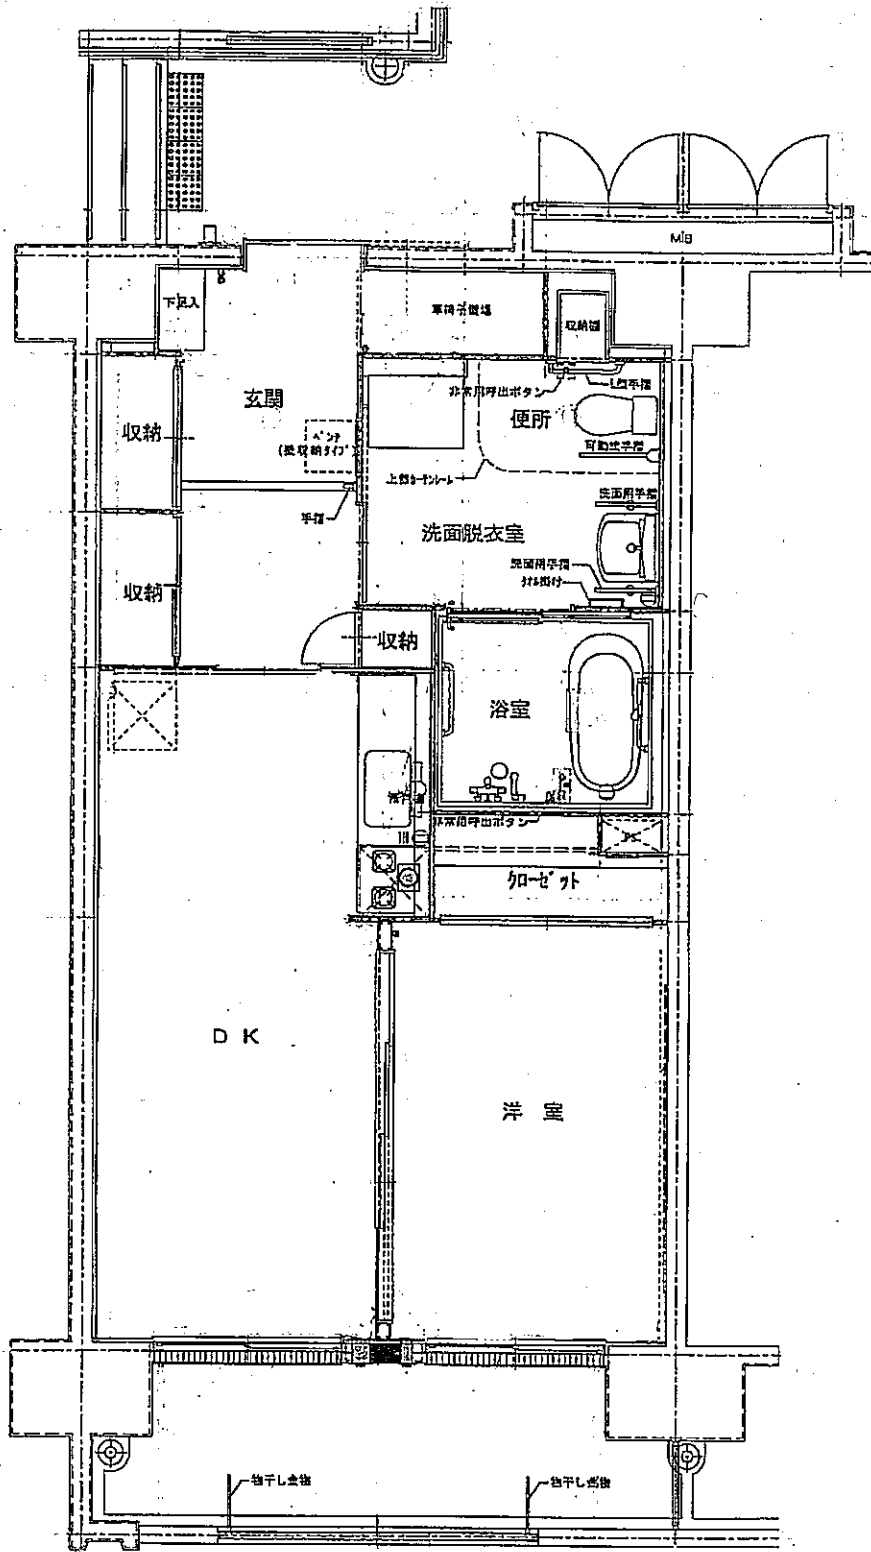 MB
下足入
車椅子置場
収納棚
玄関
非常用呼出ボタン
L型手摺
便所
収納
ベンチ
(壁収納タイプ)
可動式手摺
上部カーテンレール
洗面用手摺
手摺
洗面脱衣室
洗面用手摺
タオル掛け
収納
収納
浴室
非常用呼出ボタン
PS
クローゼット
DK
洋室
物干し金物
物干し金物